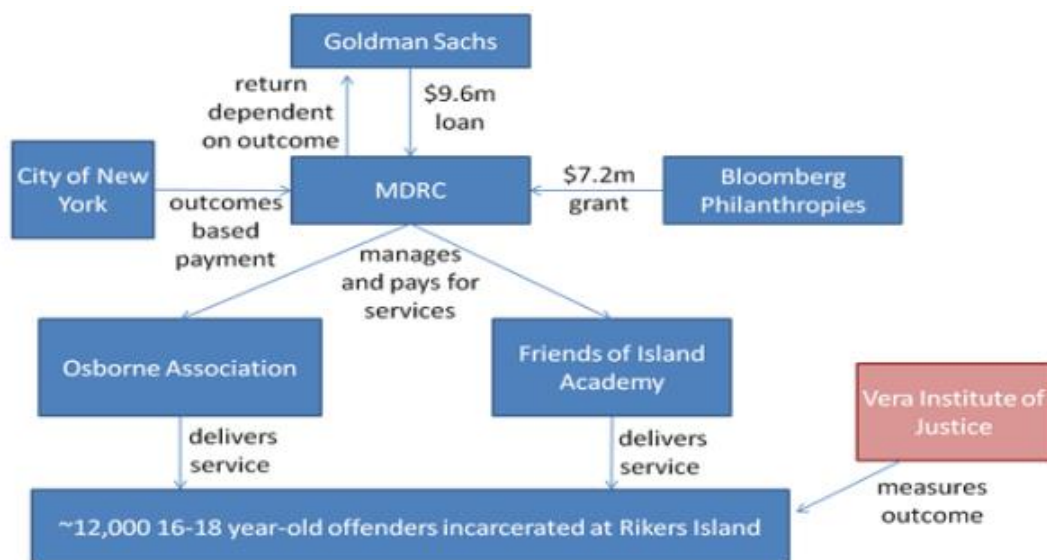 Goldman Sachs
return
dependent
on outcome
$9.6m
loan
City of New
York
outcomes
based
payment
MDRC
$7.2m
grant
Bloomberg
Philanthropies
manages
and pays for
services
Osborne Association
Friends of Island
Academy
Vera Institute of
Justice
delivers
service
delivers
service
measures
outcome
~12,000 16-18 year-old offenders incarcerated at Rikers Island